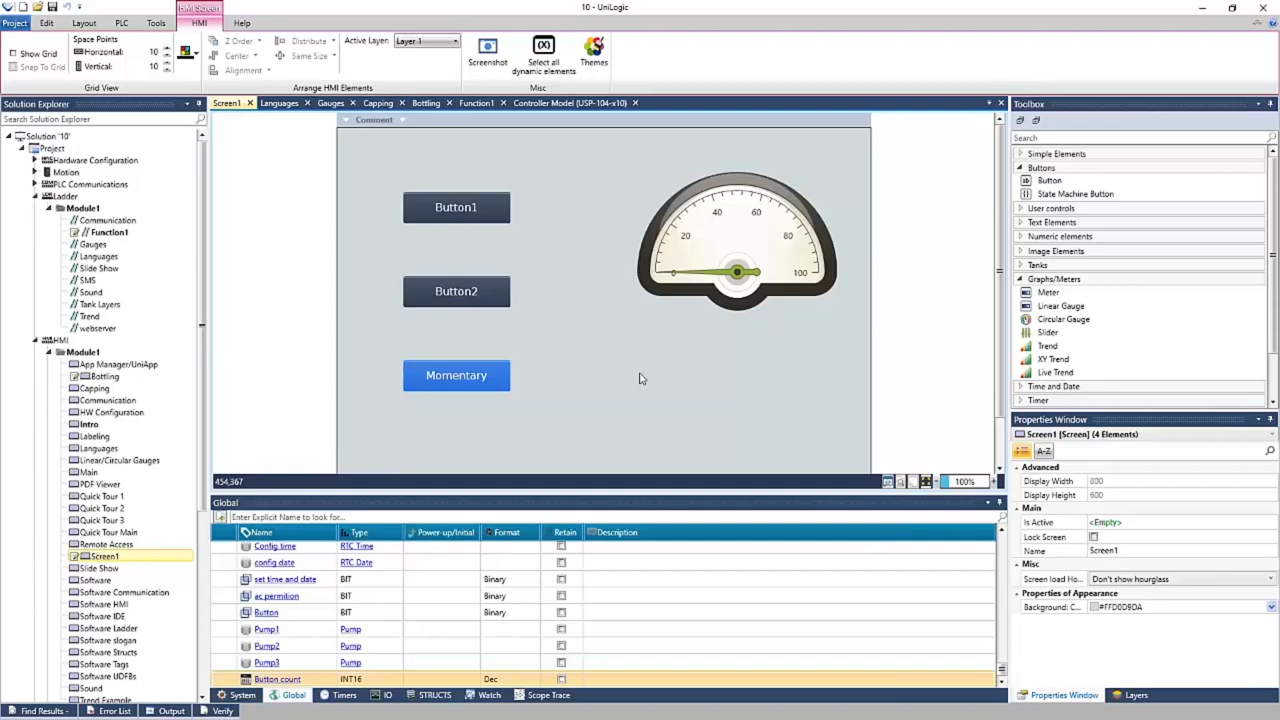 10 - UniLogic
HMI Screen
Project Edit Layout PLC Tools HMI Help
Show Grid
Snap To Grid
Space Points
Horizontal: 10
Vertical: 10
Grid View
Z Order
Center
Alignment
Distribute
Same Size
Active Layer: Layer 1
Arrange HMI Elements
Screenshot
Select all dynamic elements
Themes
Misc
Solution Explorer
Search Solution Explorer
Solution '10'
Project
Hardware Configuration
Motion
PLC Communications
Ladder
Module1
Communication
Function1
Gauges
Languages
Slide Show
SMS
Sound
Tank Layers
Trend
webserver
HMI
Module1
App Manager/UniApp
Bottling
Capping
Communication
HW Configuration
Intro
Labeling
Languages
Linear/Circular Gauges
Main
PDF Viewer
Quick Tour 1
Quick Tour 2
Quick Tour 3
Quick Tour Main
Remote Access
Screen1
Slide Show
Software
Software Communication
Software HMI
Software IDE
Software Ladder
Software slogan
Software Structs
Software Tags
Software UDFBs
Sound
Trend Example
Screen1 Languages Gauges Capping Bottling Function1 Controller Model (USP-104-x10)
Comment
Button1
Button2
Momentary
0 20 40 60 80 100
454,367
100%
Global
Enter Explicit Name to look for...
Name Type Power-up/Initial Format Retain Description
Config time RTC Time
config date RTC Date
set time and date BIT Binary
ac permition BIT Binary
Button BIT Binary
Pump1 Pump
Pump2 Pump
Pump3 Pump
Button count INT16 Dec
System Global Timers IO STRUCTS Watch Scope Trace
Toolbox
Search
Simple Elements
Buttons
Button
State Machine Button
User controls
Text Elements
Numeric elements
Image Elements
Tanks
Graphs/Meters
Meter
Linear Gauge
Circular Gauge
Slider
Trend
XY Trend
Live Trend
Time and Date
Timer
Properties Window
Screen1 [Screen] (4 Elements)
A-Z
Advanced
Display Width 800
Display Height 600
Main
Is Active <Empty>
Lock Screen
Name Screen1
Misc
Screen load Ho... Don't show hourglass
Properties of Appearance
Background: C... #FFD0D9DA
Properties Window Layers
Find Results - Error List Output Verify